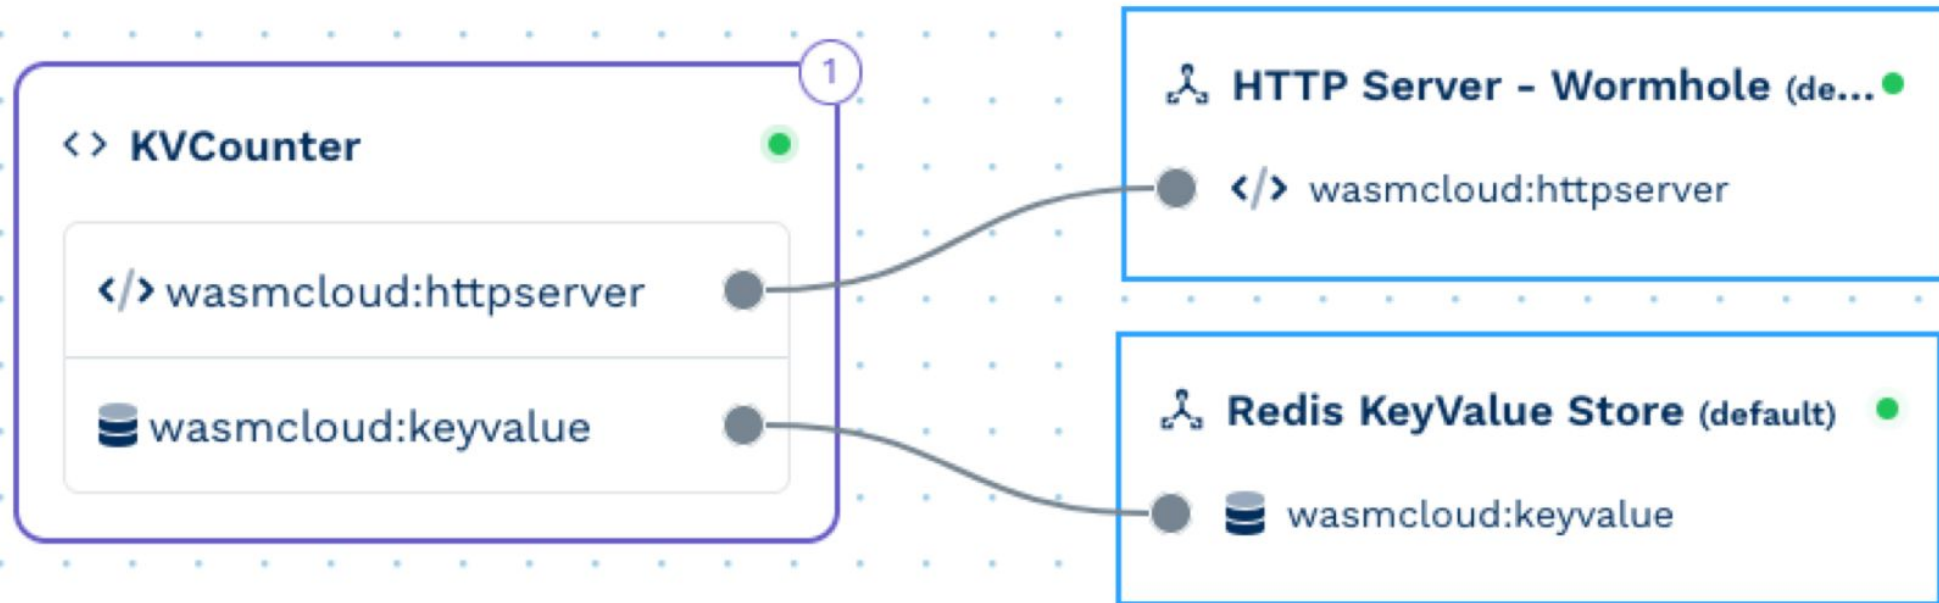 1
KVCounter
wasmcloud:httpserver
wasmcloud:keyvalue
HTTP Server - Wormhole (de...
wasmcloud:httpserver
Redis KeyValue Store (default)
wasmcloud:keyvalue